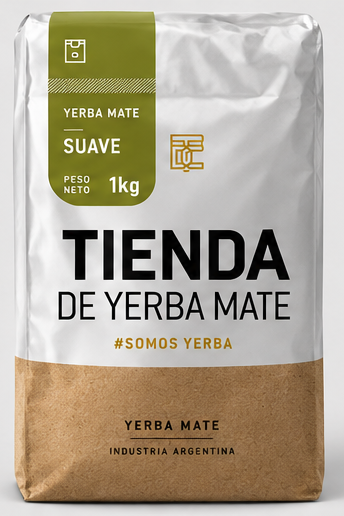 YERBA MATE
SUAVE
PESO
NETO 1kg
TIENDA
DE YERBA MATE
#SOMOS YERBA
YERBA MATE
INDUSTRIA ARGENTINA